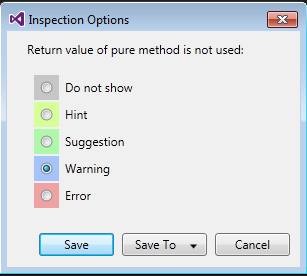 Inspection Options
Return value of pure method is not used:
Do not show
Hint
Suggestion
Warning
Error
Save
Save To
Cancel